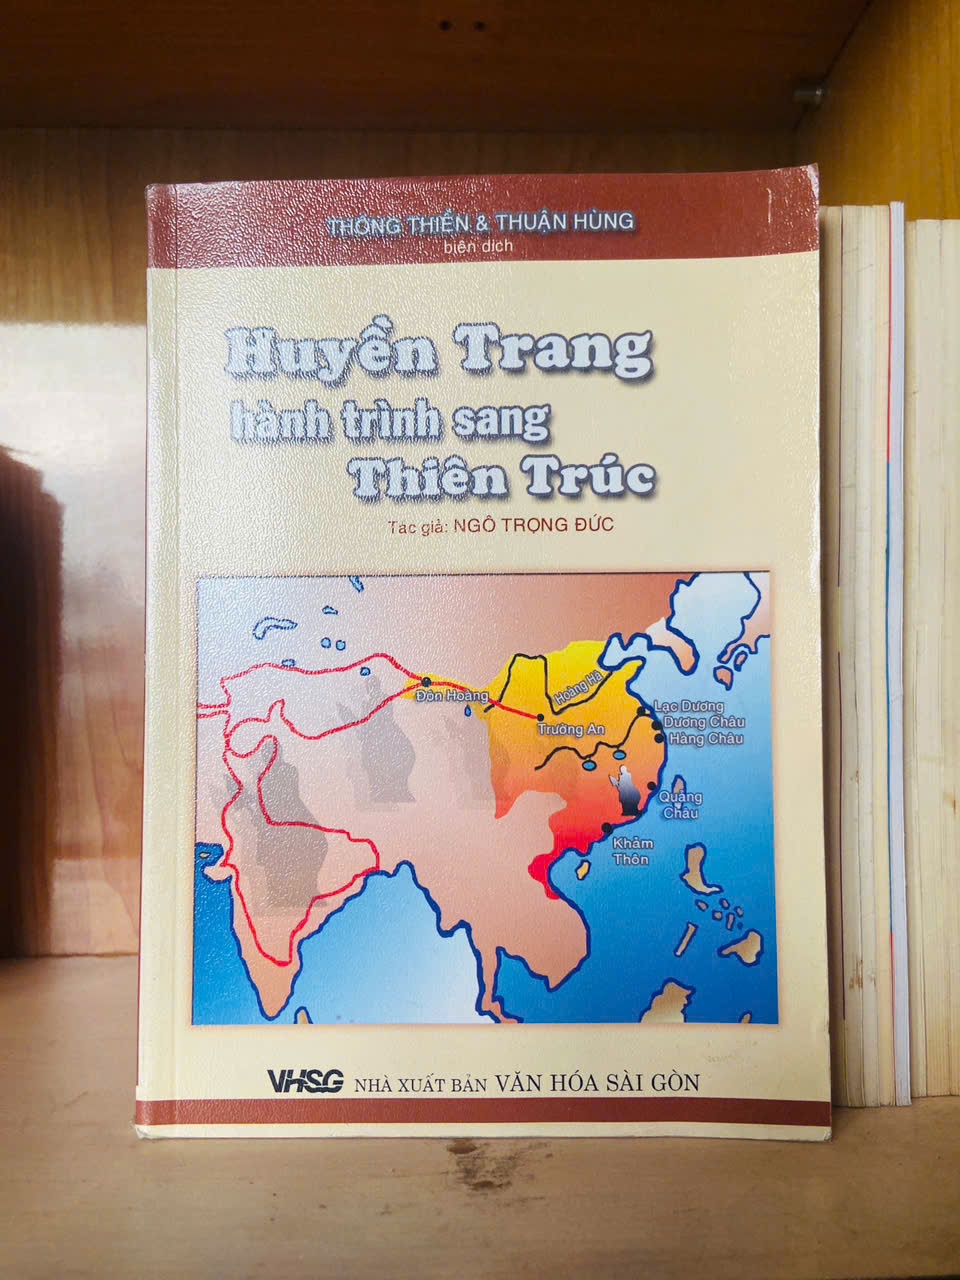 THÔNG THIỀN & THUẬN HÙNG
biên dịch
Huyền Trang
hành trình sang
Thiên Trúc
Tác giả: NGÔ TRỌNG ĐỨC
Đôn Hoàng
Hoàng Hà
Trường An
Lạc Dương
Dương Châu
Hàng Châu
Quảng
Châu
Khảm
Thôn
VHSG NHÀ XUẤT BẢN VĂN HÓA SÀI GÒN